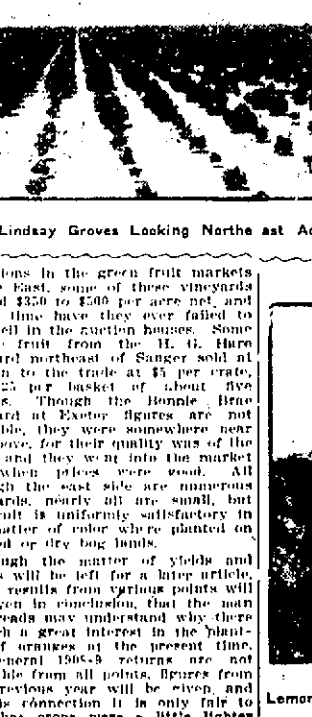 Lindsay Groves Looking Northe ast Ac
ions in the green fruit markets
East, some of these vineyards
d $350 to $500 per acre net, and
time have they ever failed to
ell in the auction houses. Some
fruit from the H. G. Hare
ard northeast of Sanger sold at
n to the trade at $5 per crate,
25 per basket of about five
s. Though the Bonnie Brae
ard at Exeter figures are not
ble, they were somewhere near
ove, for their quality was of the
and they went into the market
when prices were good. All
gh the east side are numerous
ards, nearly all are small, but
ult is uniformly satisfactory in
atter of color where planted on
d or dry bog lands.
ugh the matter of yields and
s will be left for a later article,
results from various points will
ven in conclusion, that the man
reads may understand why there
h a great interest in the plant-
f oranges at the present time.
eneral 1908-9 returns are not
ble from all points, figures from
revious year will be given, and
is connection it is only fair to
hat crops were a little lighter
Lemon